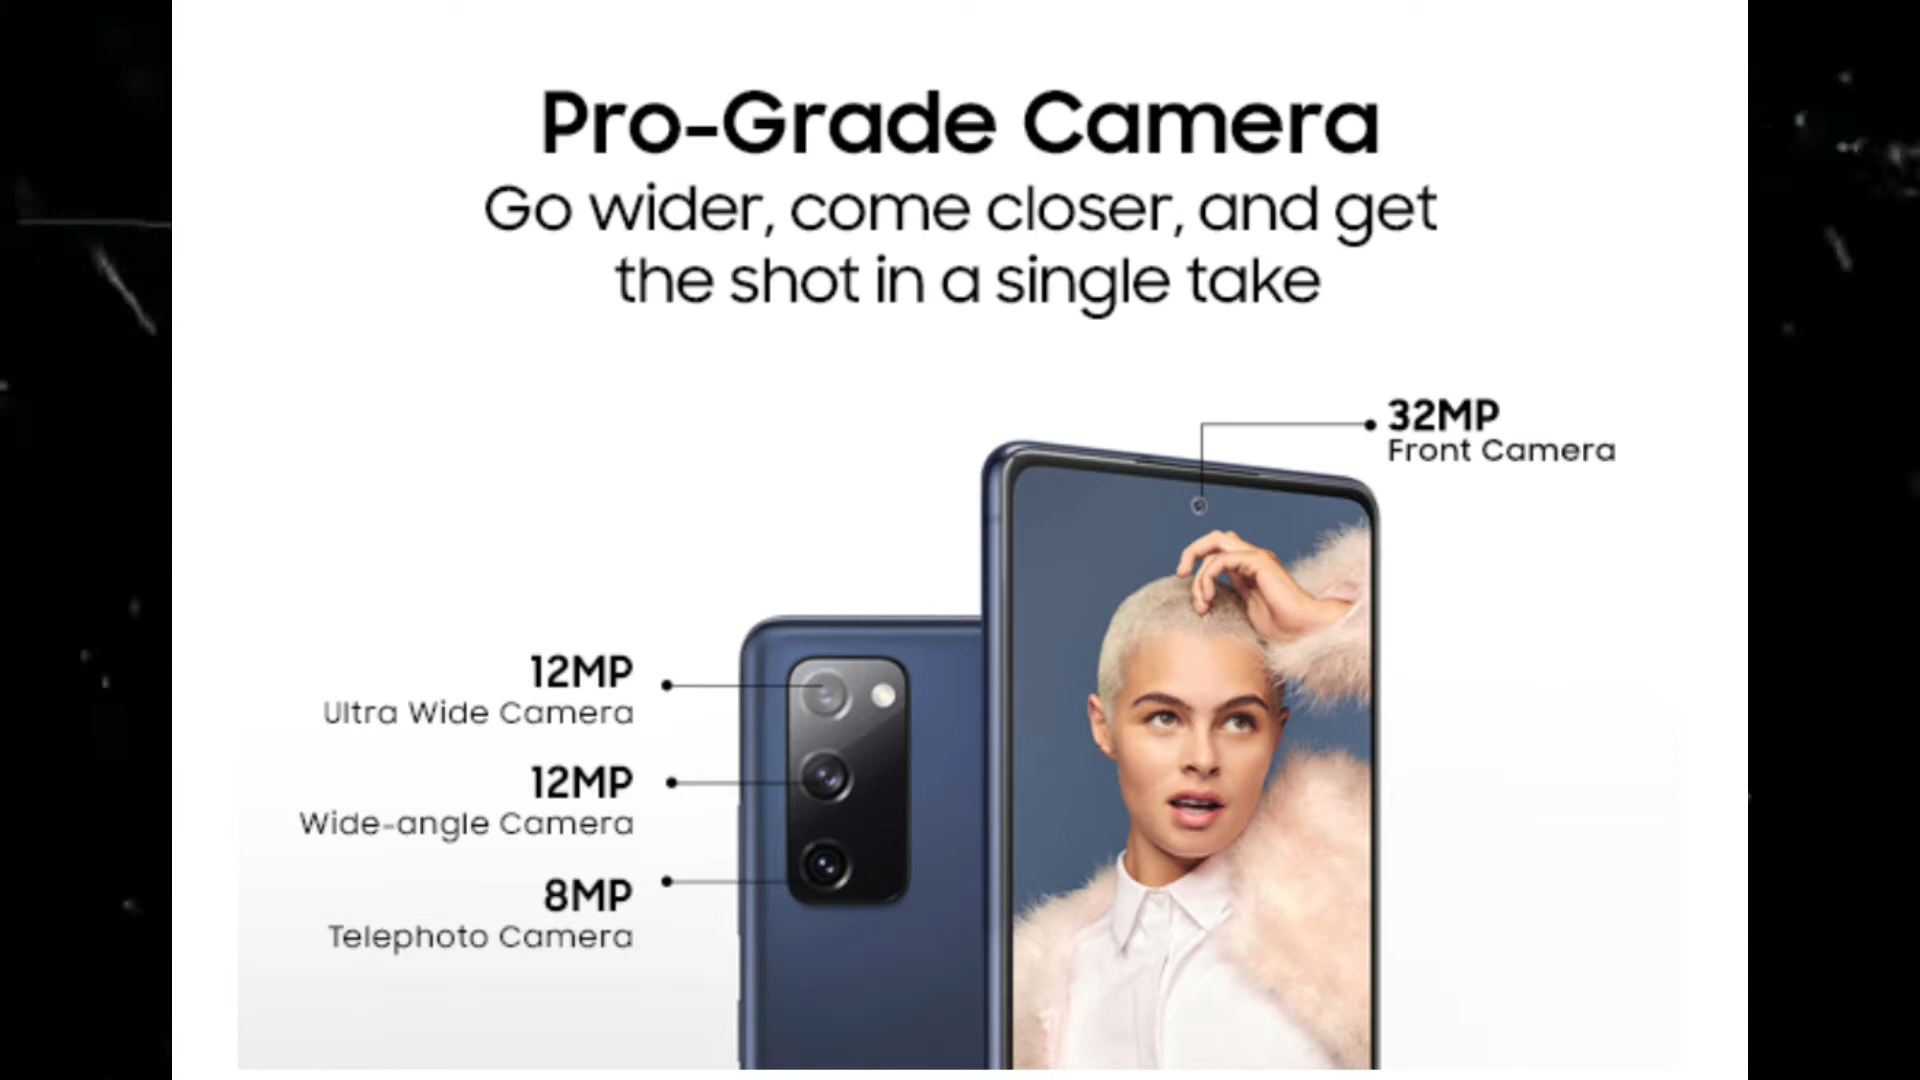 Pro-Grade Camera
Go wider, come closer, and get
the shot in a single take
32MP
Front Camera
12MP
Ultra Wide Camera
12MP
Wide-angle Camera
8MP
Telephoto Camera